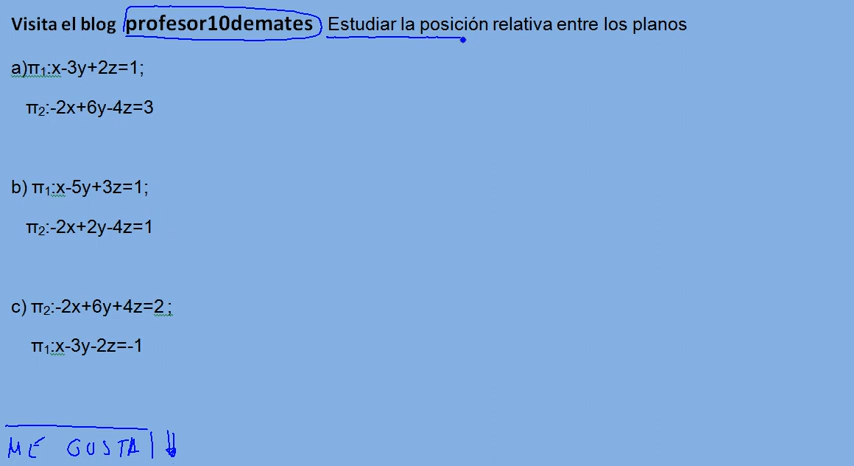 Visita el blog profesor10demates Estudiar la posición relativa entre los planos
a)π₁:x-3y+2z=1;
π₂:-2x+6y-4z=3
b) π₁:x-5y+3z=1;
π₂:-2x+2y-4z=1
c) π₂:-2x+6y+4z=2;
π₁:x-3y-2z=-1
ME GUSTA